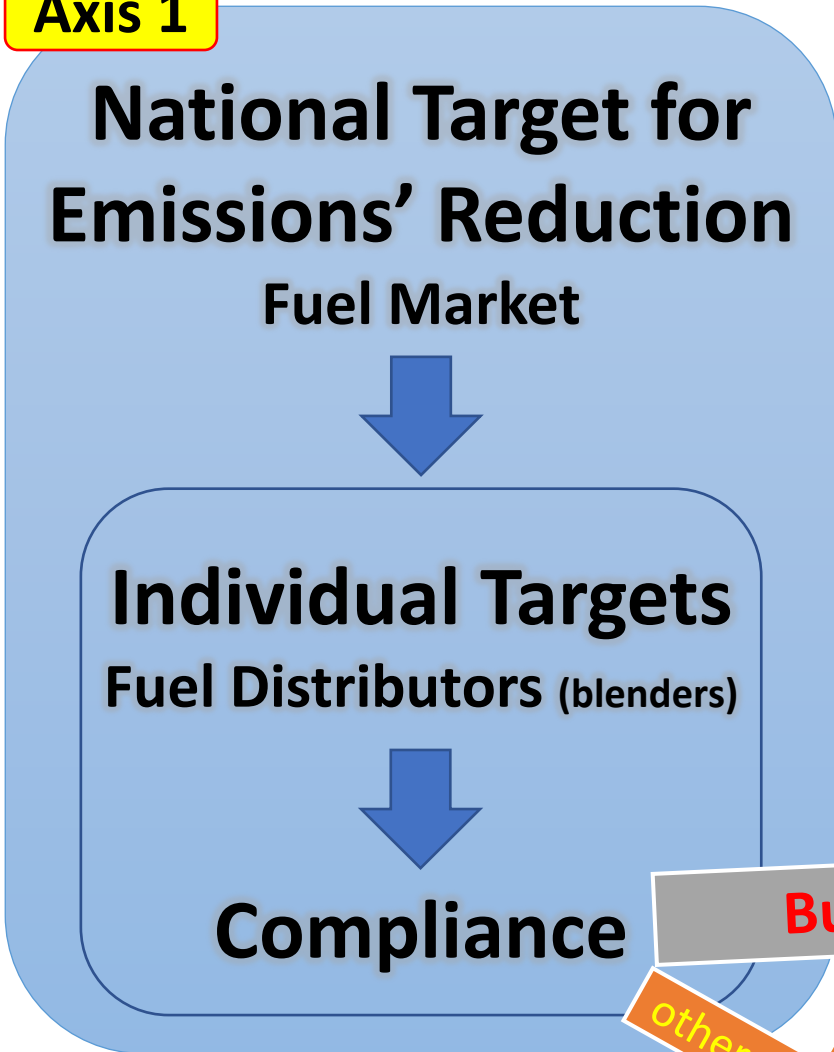 Axis 1
National Target for
Emissions’ Reduction
Fuel Market
Individual Targets
Fuel Distributors (blenders)
Compliance